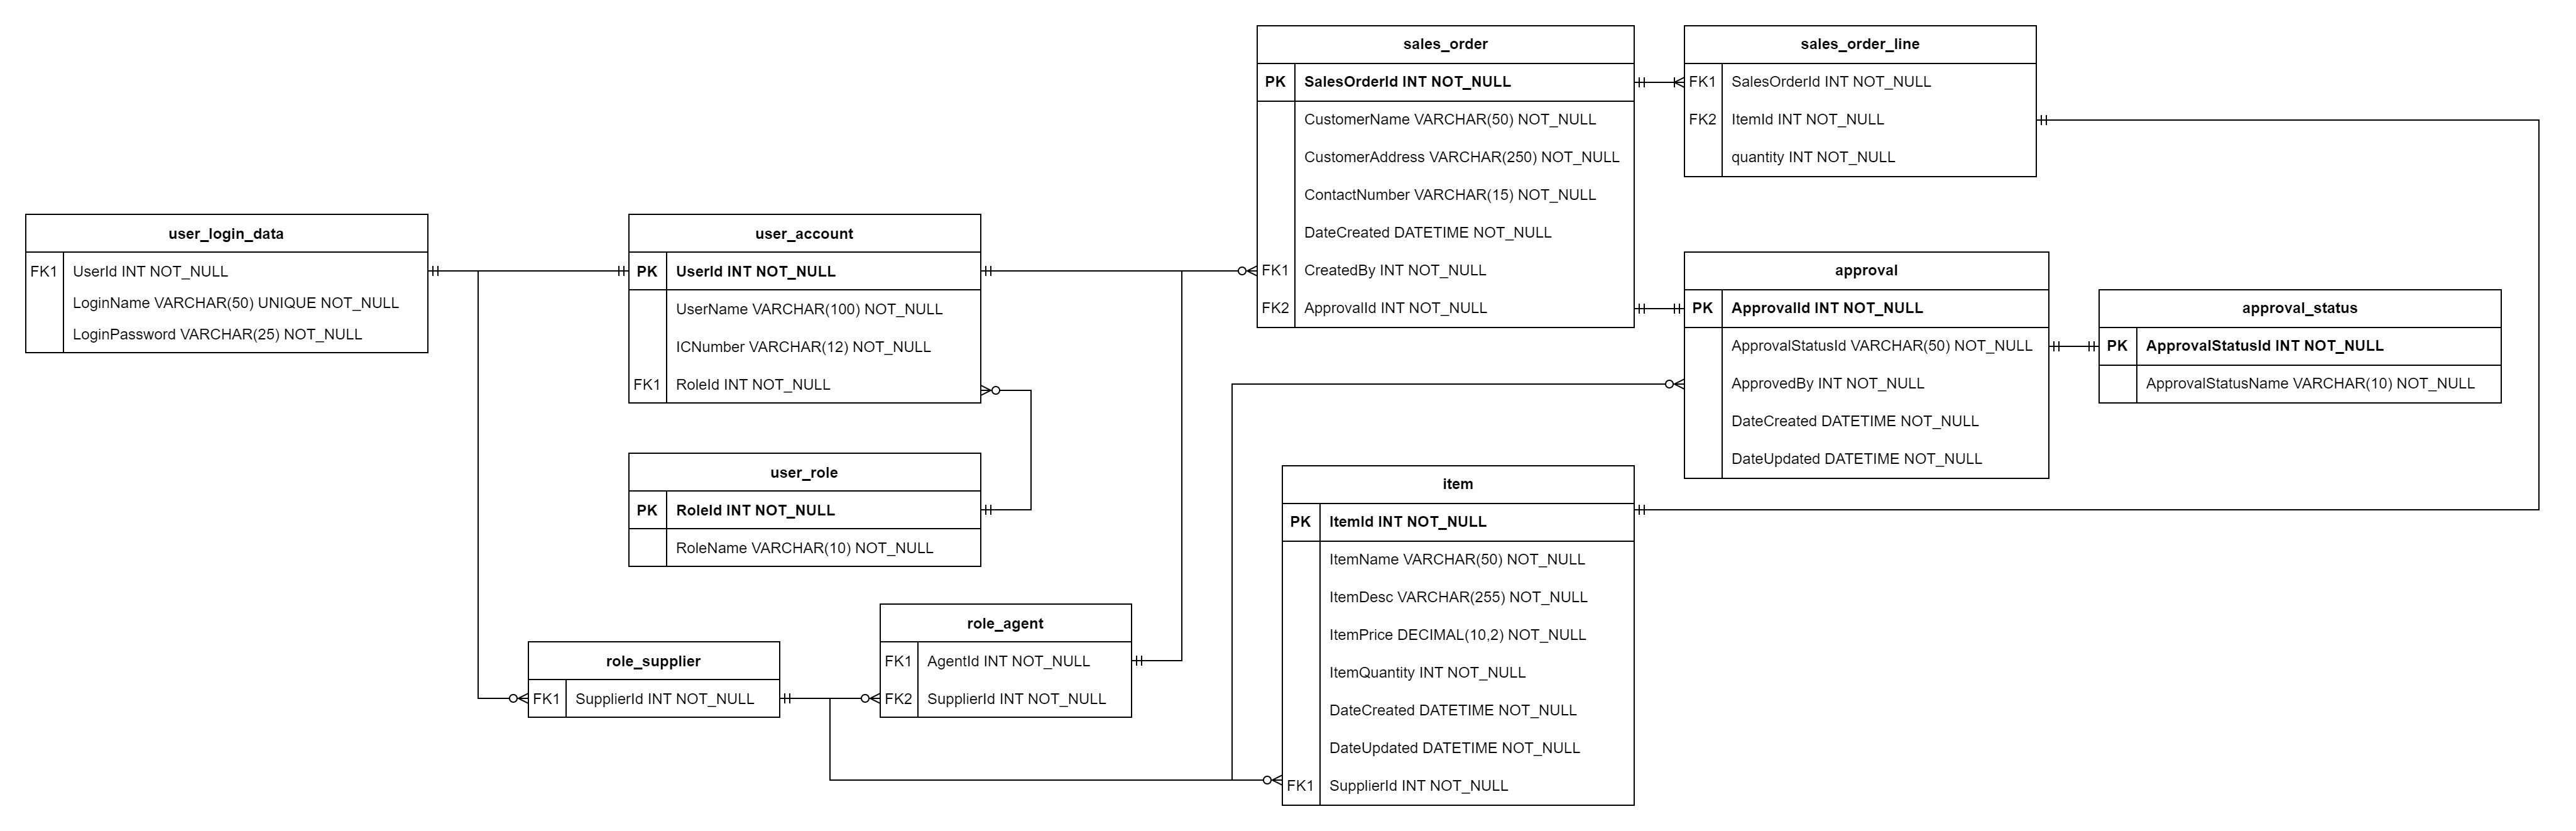 sales_order
PK SalesOrderId INT NOT_NULL
CustomerName VARCHAR(50) NOT_NULL
CustomerAddress VARCHAR(250) NOT_NULL
ContactNumber VARCHAR(15) NOT_NULL
DateCreated DATETIME NOT_NULL
FK1 CreatedBy INT NOT_NULL
FK2 ApprovalId INT NOT_NULL
sales_order_line
FK1 SalesOrderId INT NOT_NULL
FK2 ItemId INT NOT_NULL
quantity INT NOT_NULL
user_login_data
FK1 UserId INT NOT_NULL
LoginName VARCHAR(50) UNIQUE NOT_NULL
LoginPassword VARCHAR(25) NOT_NULL
user_account
PK UserId INT NOT_NULL
UserName VARCHAR(100) NOT_NULL
ICNumber VARCHAR(12) NOT_NULL
FK1 RoleId INT NOT_NULL
approval
PK ApprovalId INT NOT_NULL
ApprovalStatusId VARCHAR(50) NOT_NULL
ApprovedBy INT NOT_NULL
DateCreated DATETIME NOT_NULL
DateUpdated DATETIME NOT_NULL
approval_status
PK ApprovalStatusId INT NOT_NULL
ApprovalStatusName VARCHAR(10) NOT_NULL
user_role
PK RoleId INT NOT_NULL
RoleName VARCHAR(10) NOT_NULL
item
PK ItemId INT NOT_NULL
ItemName VARCHAR(50) NOT_NULL
ItemDesc VARCHAR(255) NOT_NULL
ItemPrice DECIMAL(10,2) NOT_NULL
ItemQuantity INT NOT_NULL
DateCreated DATETIME NOT_NULL
DateUpdated DATETIME NOT_NULL
FK1 SupplierId INT NOT_NULL
role_agent
FK1 AgentId INT NOT_NULL
FK2 SupplierId INT NOT_NULL
role_supplier
FK1 SupplierId INT NOT_NULL